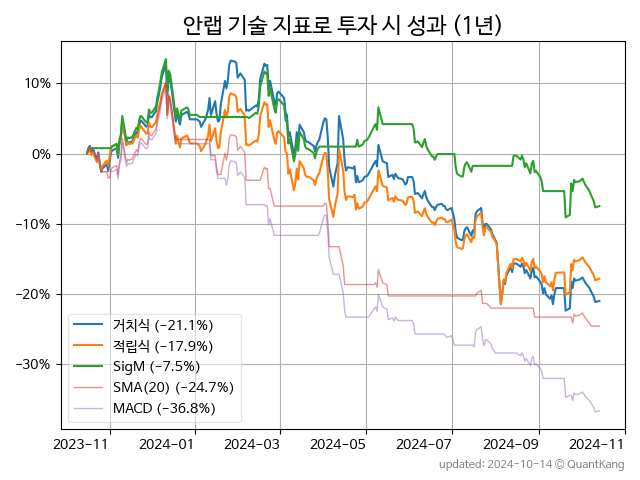 안랩 기술 지표로 투자 시 성과 (1년)
10%
0%
−10%
−20%
−30%
거치식 (−21.1%)
적립식 (−17.9%)
SigM (−7.5%)
SMA(20) (−24.7%)
MACD (−36.8%)
2023-11 2024-01 2024-03 2024-05 2024-07 2024-09 2024-11
updated: 2024-10-14 © QuantKang